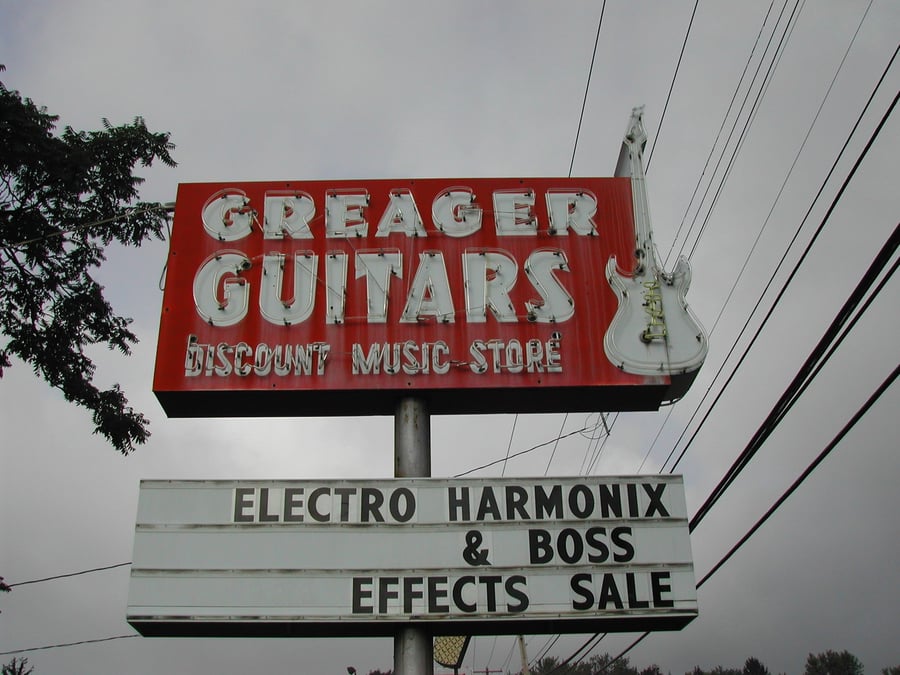 GREAGER
GUITARS
DISCOUNT MUSIC STORE
ELECTRO HARMONIX
& BOSS
EFFECTS SALE